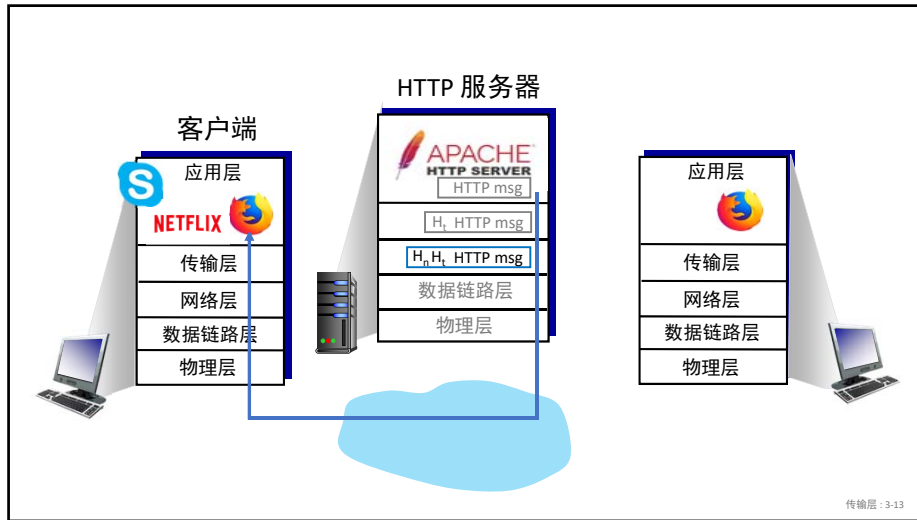 HTTP 服务器
客户端
应用层
S
NETFLIX
传输层
网络层
数据链路层
物理层
APACHE
HTTP SERVER
HTTP msg
Ht HTTP msg
Hn Ht HTTP msg
数据链路层
物理层
应用层
传输层
网络层
数据链路层
物理层
传输层 : 3-13